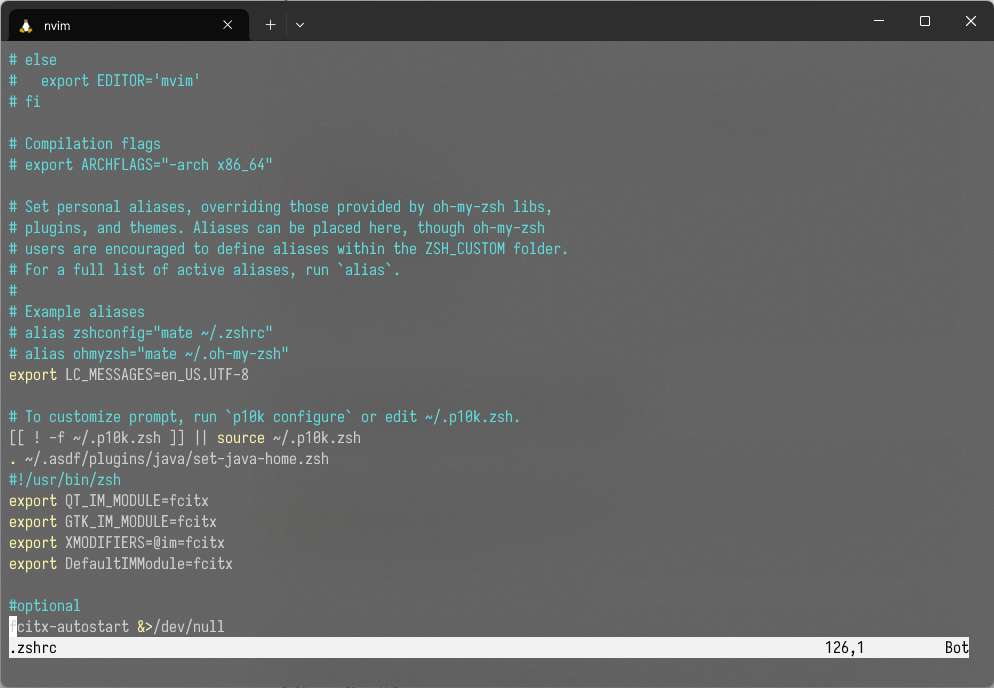 nvim
# else
#   export EDITOR='mvim'
# fi
# Compilation flags
# export ARCHFLAGS="-arch x86_64"
# Set personal aliases, overriding those provided by oh-my-zsh libs,
# plugins, and themes. Aliases can be placed here, though oh-my-zsh
# users are encouraged to define aliases within the ZSH_CUSTOM folder.
# For a full list of active aliases, run `alias`.
#
# Example aliases
# alias zshconfig="mate ~/.zshrc"
# alias ohmyzsh="mate ~/.oh-my-zsh"
export LC_MESSAGES=en_US.UTF-8
# To customize prompt, run `p10k configure` or edit ~/.p10k.zsh.
[[ ! -f ~/.p10k.zsh ]] || source ~/.p10k.zsh
. ~/.asdf/plugins/java/set-java-home.zsh
#!/usr/bin/zsh
export QT_IM_MODULE=fcitx
export GTK_IM_MODULE=fcitx
export XMODIFIERS=@im=fcitx
export DefaultIMModule=fcitx
#optional
fcitx-autostart &>/dev/null
.zshrc 126,1 Bot